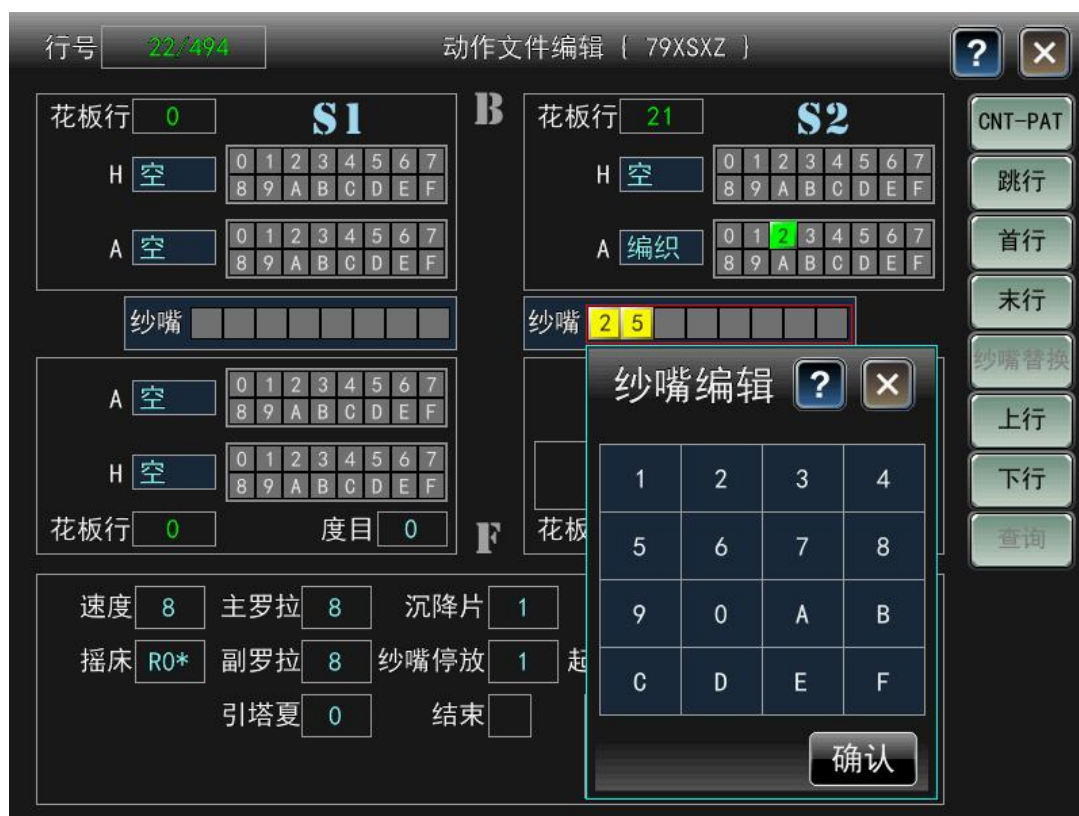 行号 22/494 动作文件编辑 { 79XSXZ } ? ×
花板行 0 S1 B 花板行 21 S2 CNT-PAT
H 空 0 1 2 3 4 5 6 7 H 空 0 1 2 3 4 5 6 7 跳行
8 9 A B C D E F 8 9 A B C D E F
A 空 0 1 2 3 4 5 6 7 A 编织 0 1 2 3 4 5 6 7 首行
8 9 A B C D E F 8 9 A B C D E F
纱嘴 纱嘴 2 5 末行
纱嘴替换
A 空 0 1 2 3 4 5 6 7 纱嘴编辑 ? × 上行
8 9 A B C D E F
H 空 0 1 2 3 4 5 6 7 1 2 3 4 下行
8 9 A B C D E F
花板行 0 度目 0 F 花板 5 6 7 8 查询
速度 8 主罗拉 8 沉降片 1 9 0 A B
摇床 R0* 副罗拉 8 纱嘴停放 1 起 C D E F
引塔夏 0 结束
确认